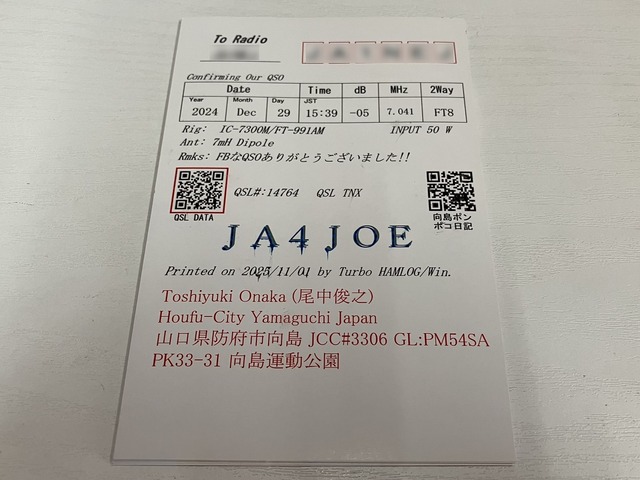 To Radio
Confirming Our QSO
Date Time dB MHz 2Way
Year Month Day JST
2024 Dec 29 15:39 -05 7.041 FT8
Rig: IC-7300M/FT-991AM INPUT 50 W
Ant: 7mH Dipole
Rmks: FBなQSOありがとうございました!!
QSL#:14764 QSL TNX
QSL DATA
向島ポン
ポコ日記
JA4JOE
Printed on 2025/11/01 by Turbo HAMLOG/Win.
Toshiyuki Onaka (尾中俊之)
Houfu-City Yamaguchi Japan
山口県防府市向島 JCC#3306 GL:PM54SA
PK33-31 向島運動公園